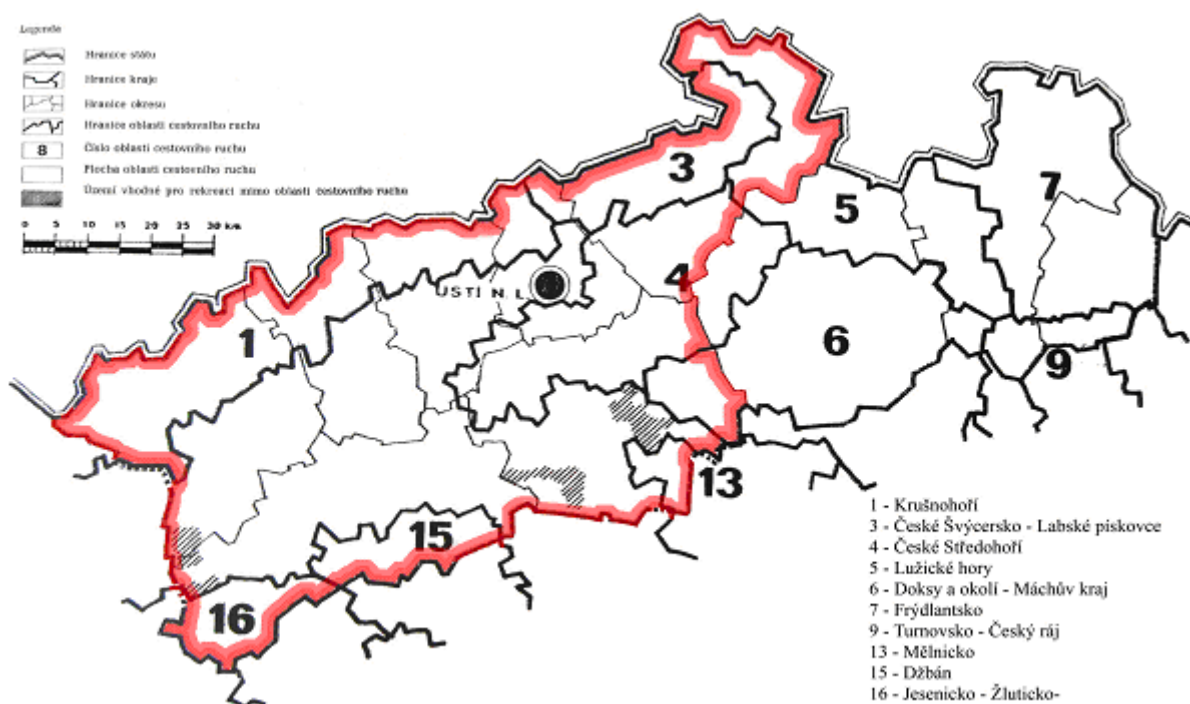 Legenda
Hranice státu
Hranice kraje
Hranice okresu
Hranice oblasti cestovního ruchu
8 Číslo oblasti cestovního ruchu
Plocha oblasti cestovního ruchu
Území vhodné pro rekreaci mimo oblasti cestovního ruchu
0 5 10 15 20 25 30 km
3
7
5
4
ÚSTÍ N. L.
1
6
9
13
15
16
1 - Krušnohoří
3 - České Švýcersko - Labské pískovce
4 - České Středohoří
5 - Lužické hory
6 - Doksy a okolí - Máchův kraj
7 - Frýdlantsko
9 - Turnovsko - Český ráj
13 - Mělnicko
15 - Džbán
16 - Jesenicko - Žluticko-